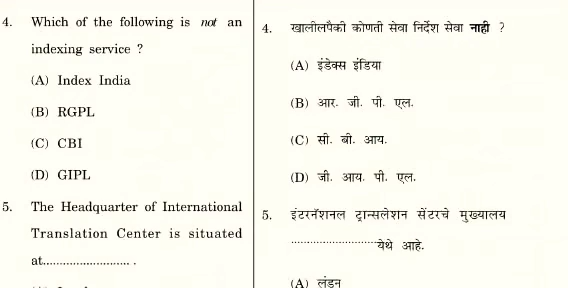 4. Which of the following is not an
indexing service ?
(A) Index India
(B) RGPL
(C) CBI
(D) GIPL
5. The Headquarter of International
Translation Center is situated
at.......................... .
4. खालीलपैकी कोणती सेवा निर्देश सेवा नाही ?
(A) इंडेक्स इंडिया
(B) आर. जी. पी. एल.
(C) सी. बी. आय.
(D) जी. आय. पी. एल.
5. इंटरनॅशनल ट्रान्सलेशन सेंटरचे मुख्यालय
...........................येथे आहे.
(A) लंडन